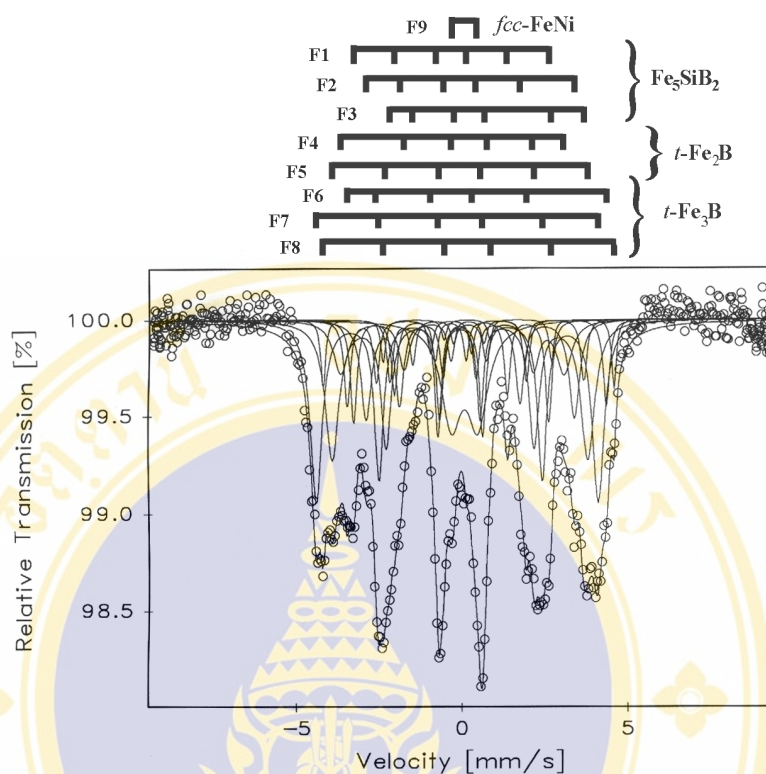 F9 fcc-FeNi
F1
F2 Fe₅SiB₂
F3
F4 t-Fe₂B
F5
F6
F7 t-Fe₃B
F8
100.0
99.5
99.0
98.5
Relative Transmission [%]
−5 0 5
Velocity [mm/s]